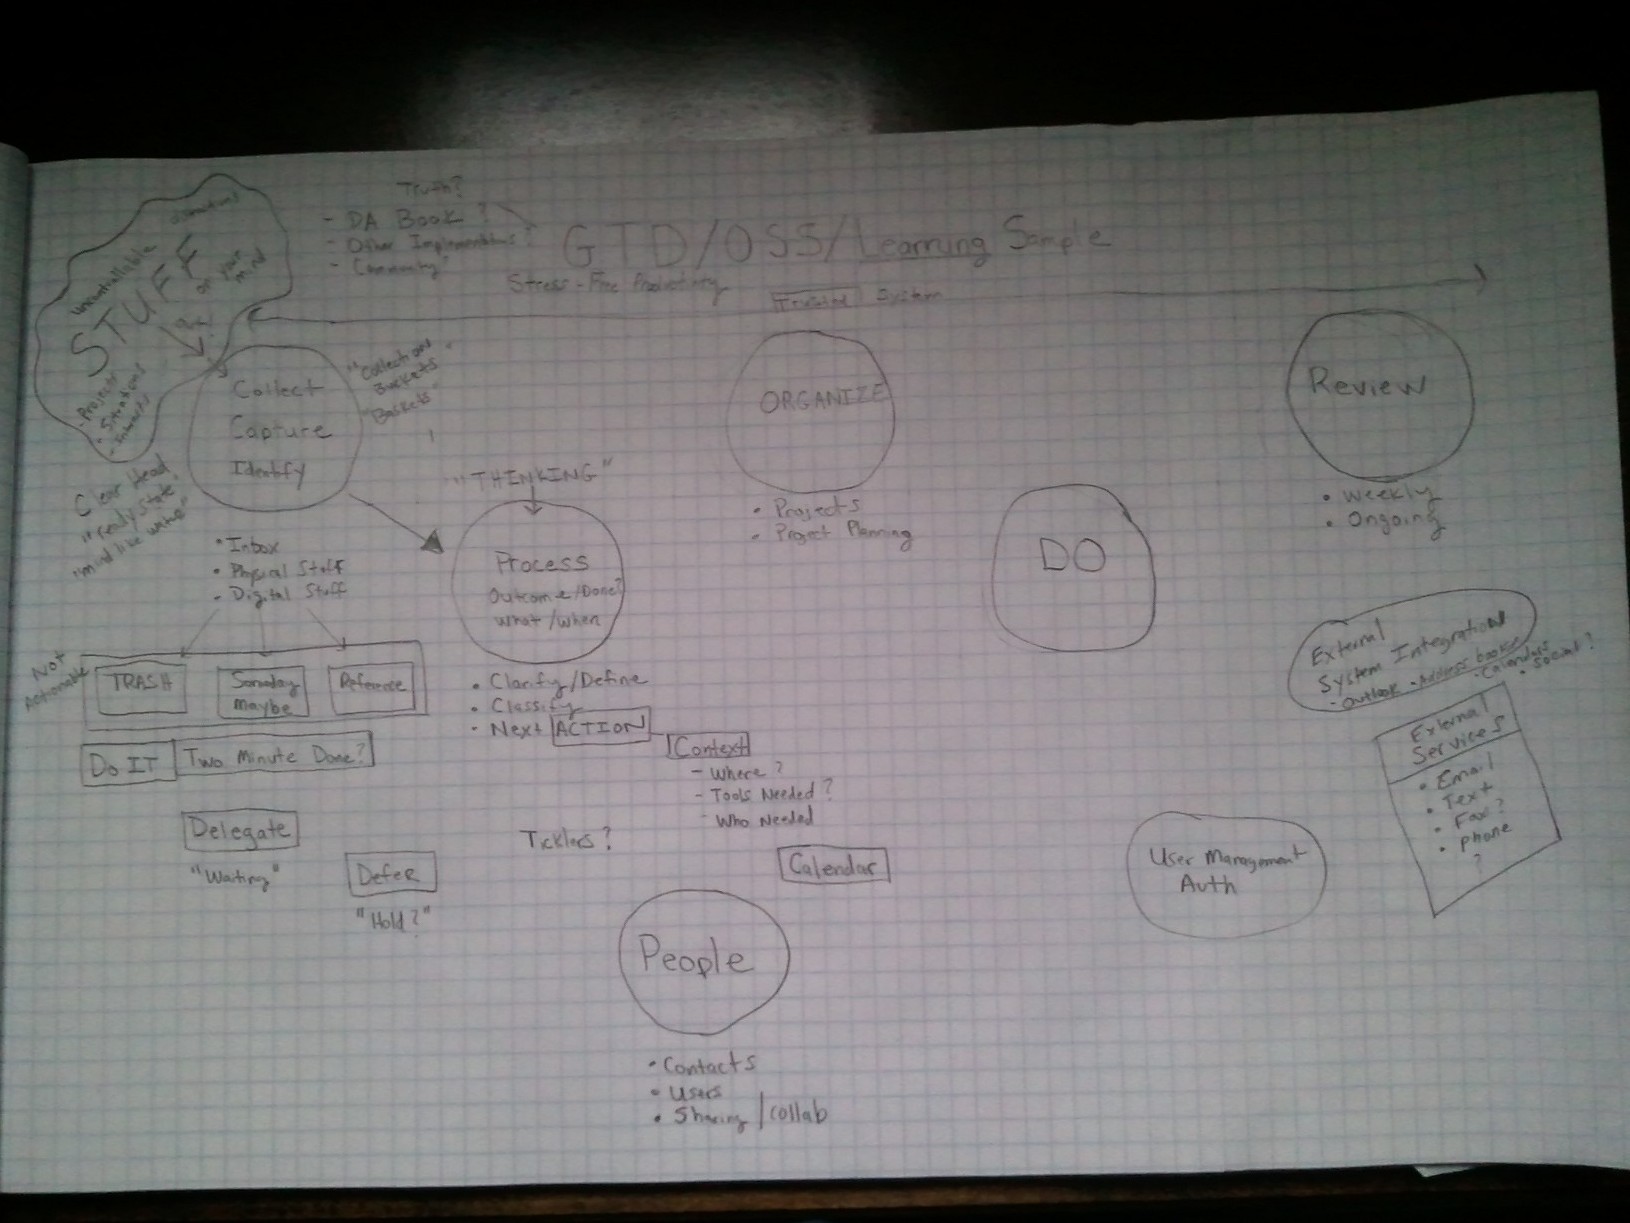 Truth?
- DA Book?
- Other Implementations?
- Community
GTD/OSS/Learning Sample
Stress-Free Productivity
Trusted System
uncontrollable
STUFF
on your
mind
- Projects
- Situations
- Interests
Collect
Capture
Identify
"Collection
Buckets"
"Baskets"
Clear Head
"ready state"
"mind like water"
• Inbox
• Physical Stuff
- Digital Stuff
Not
Actionable
TRASH
Someday
maybe
Reference
Do IT
Two Minute Done?
Delegate
"Waiting"
Defer
"Hold?"
"THINKING"
Process
Outcome/Done?
What/When
• Clarify/Define
• Classify
- Next ACTION
Context
- Where?
- Tools Needed?
- Who Needed
Ticklers?
Calendar
ORGANIZE
• Projects
• Project Planning
DO
Review
• Weekly
• Ongoing
External
System Integration
- Outlook • Address books
- Calendars
• Social?
External
Services
• Email
• Text
• Fax?
• Phone
?
User Management
Auth
People
• Contacts
• Users
• Sharing/collab